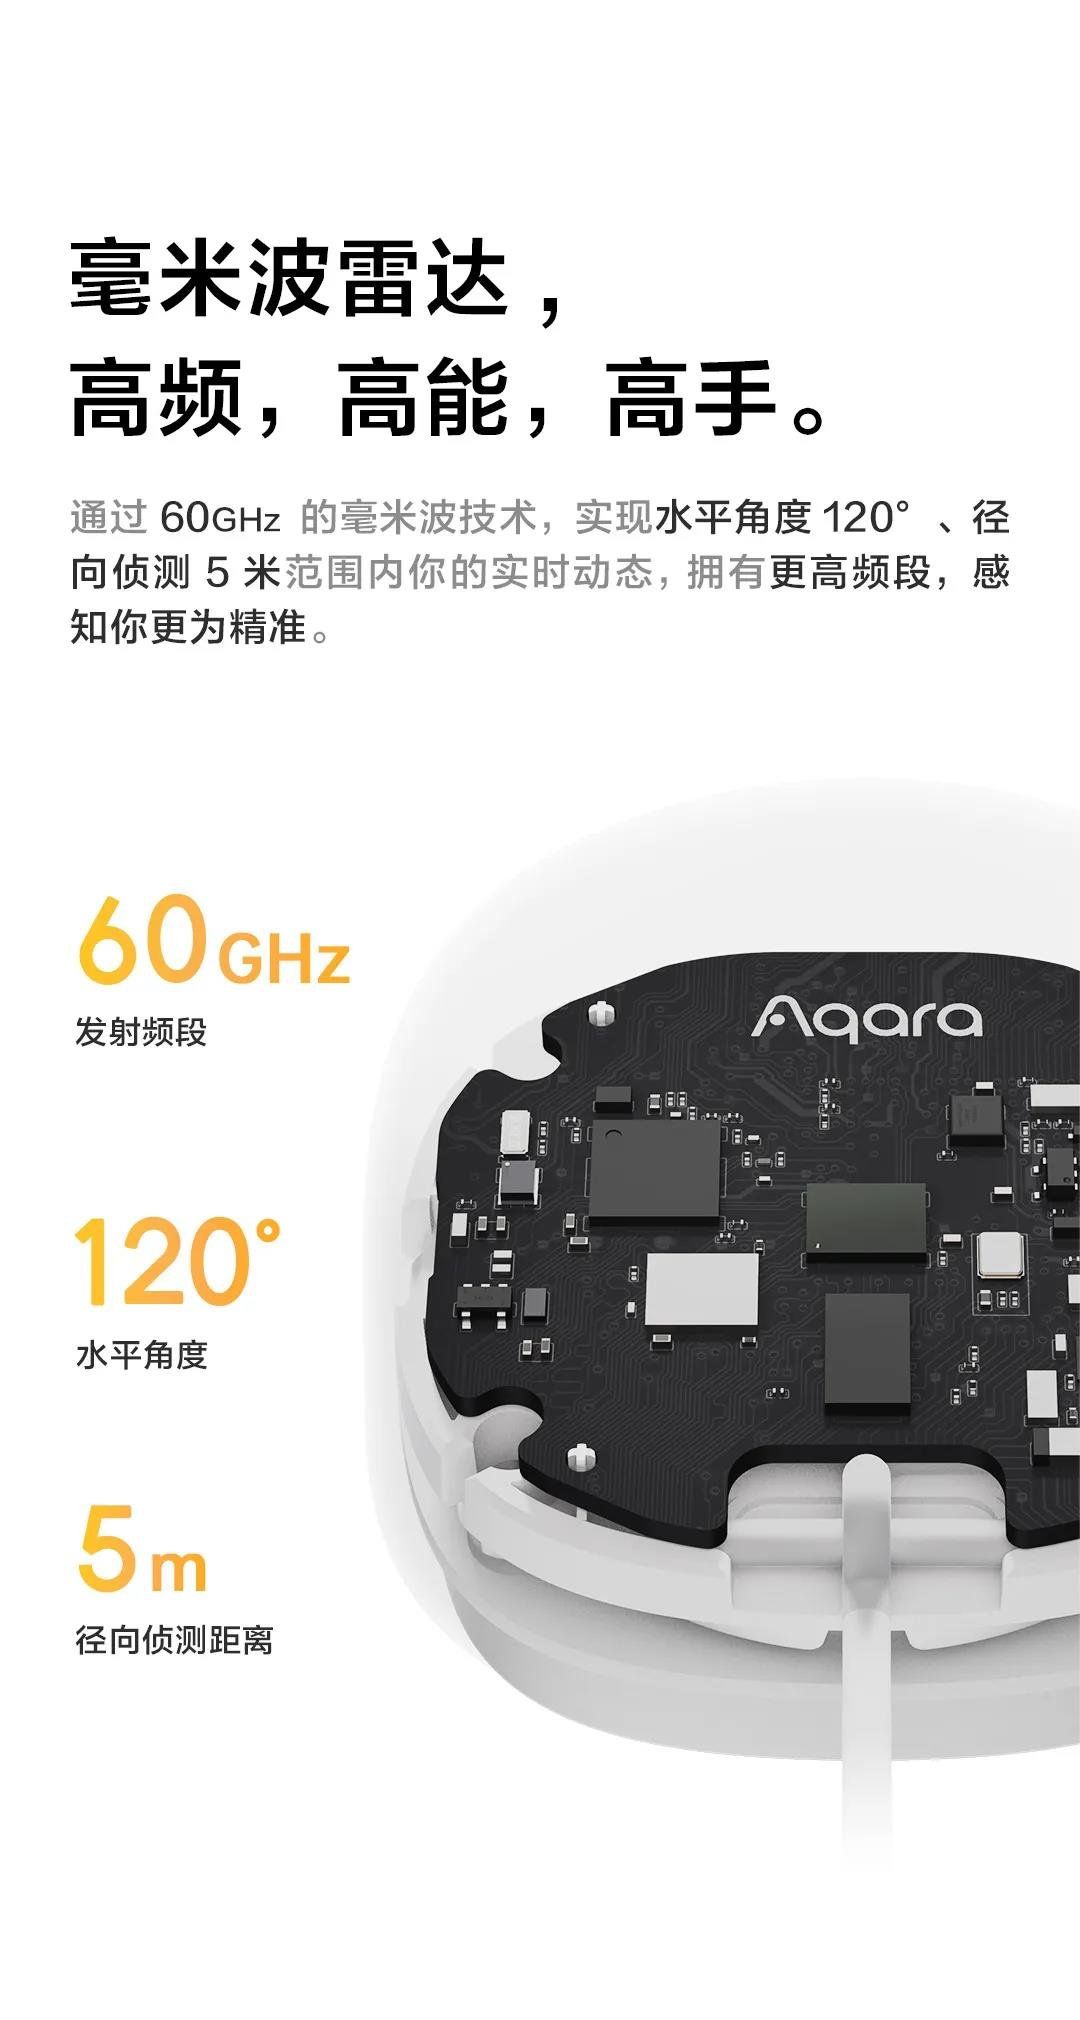 毫米波雷达，
高频，高能，高手。
通过 60GHz 的毫米波技术，实现水平角度 120° 、径
向侦测 5 米范围内你的实时动态，拥有更高频段，感
知你更为精准。
60GHz
发射频段
Aqara
120°
水平角度
5m
径向侦测距离